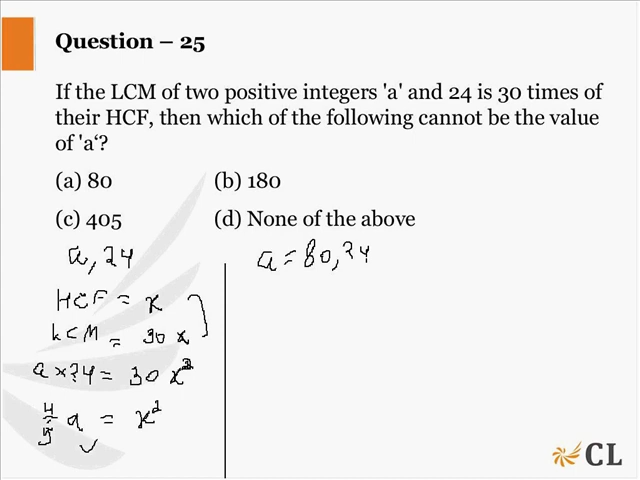 Question – 25
If the LCM of two positive integers 'a' and 24 is 30 times of
their HCF, then which of the following cannot be the value
of 'a‘?
(a) 80 (b) 180
(c) 405 (d) None of the above
a, 24 a = 80, 24
HCF = x
LCM = 30 x
a × 24 = 30 x²
4/5 a = x²
CL